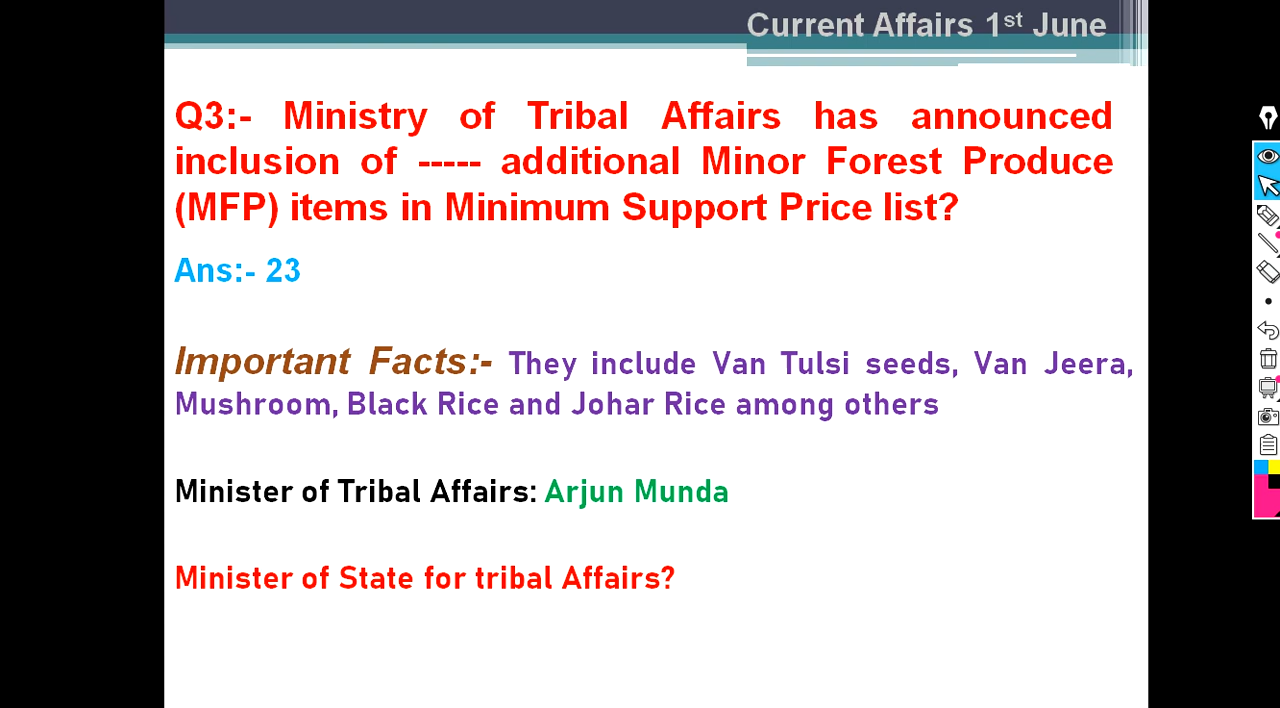 Current Affairs 1st June
Q3:- Ministry of Tribal Affairs has announced
inclusion of ----- additional Minor Forest Produce
(MFP) items in Minimum Support Price list?
Ans:- 23
Important Facts:- They include Van Tulsi seeds, Van Jeera,
Mushroom, Black Rice and Johar Rice among others
Minister of Tribal Affairs: Arjun Munda
Minister of State for tribal Affairs?